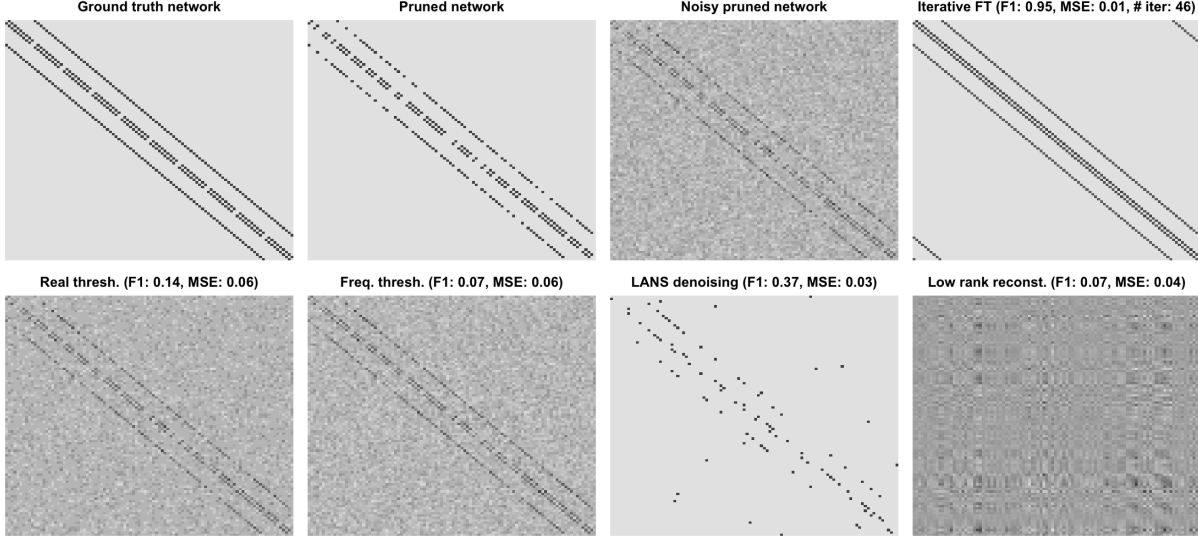 Ground truth network
Pruned network
Noisy pruned network
Iterative FT (F1: 0.95, MSE: 0.01, # iter: 46)
Real thresh. (F1: 0.14, MSE: 0.06)
Freq. thresh. (F1: 0.07, MSE: 0.06)
LANS denoising (F1: 0.37, MSE: 0.03)
Low rank reconst. (F1: 0.07, MSE: 0.04)